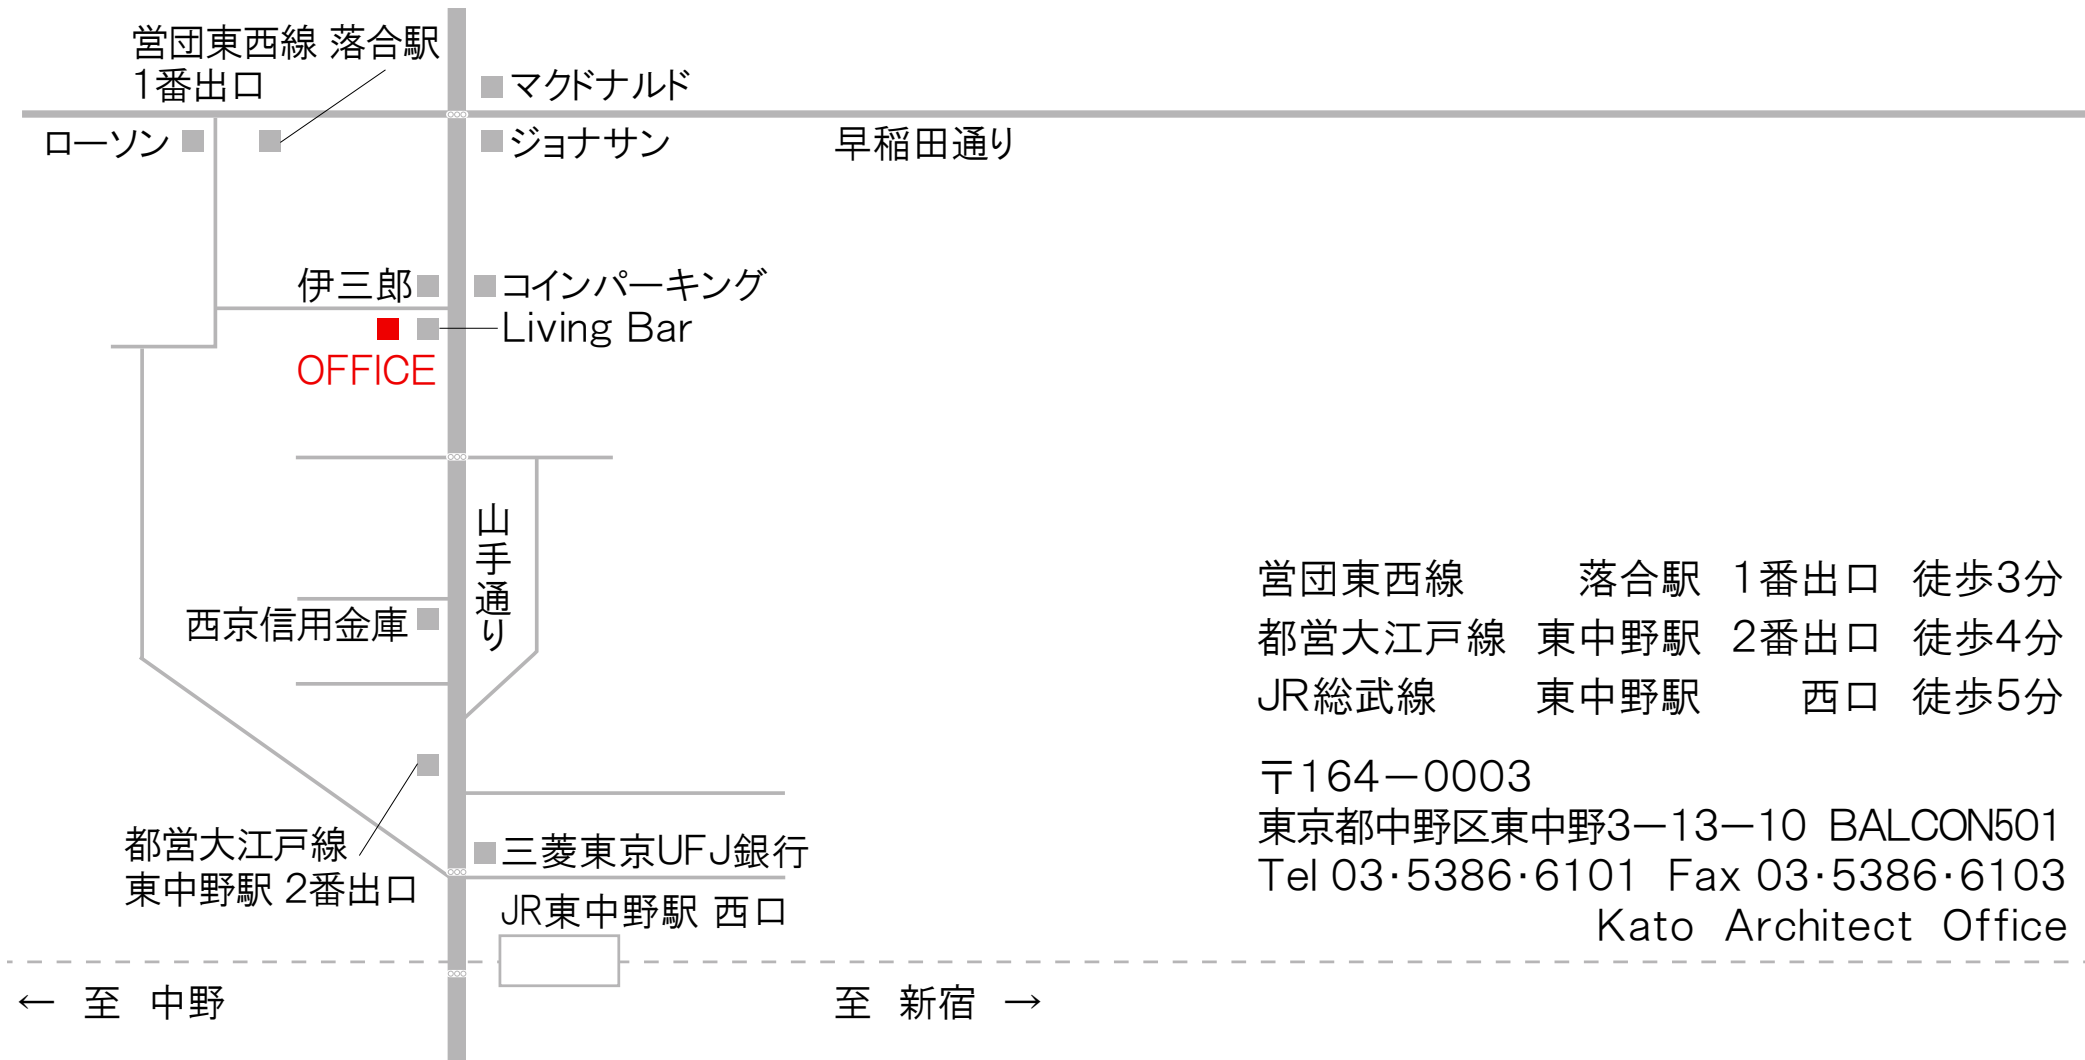 営団東西線 落合駅
1番出口
マクドナルド
ローソン
ジョナサン
早稲田通り
伊三郎
コインパーキング
Living Bar
OFFICE
山手通り
西京信用金庫
都営大江戸線
東中野駅 2番出口
三菱東京UFJ銀行
JR東中野駅 西口
← 至 中野
至 新宿 →
営団東西線 落合駅 1番出口 徒歩3分
都営大江戸線 東中野駅 2番出口 徒歩4分
JR総武線 東中野駅 西口 徒歩5分
〒164－0003
東京都中野区東中野3－13－10 BALCON501
Tel 03・5386・6101 Fax 03・5386・6103
Kato Architect Office